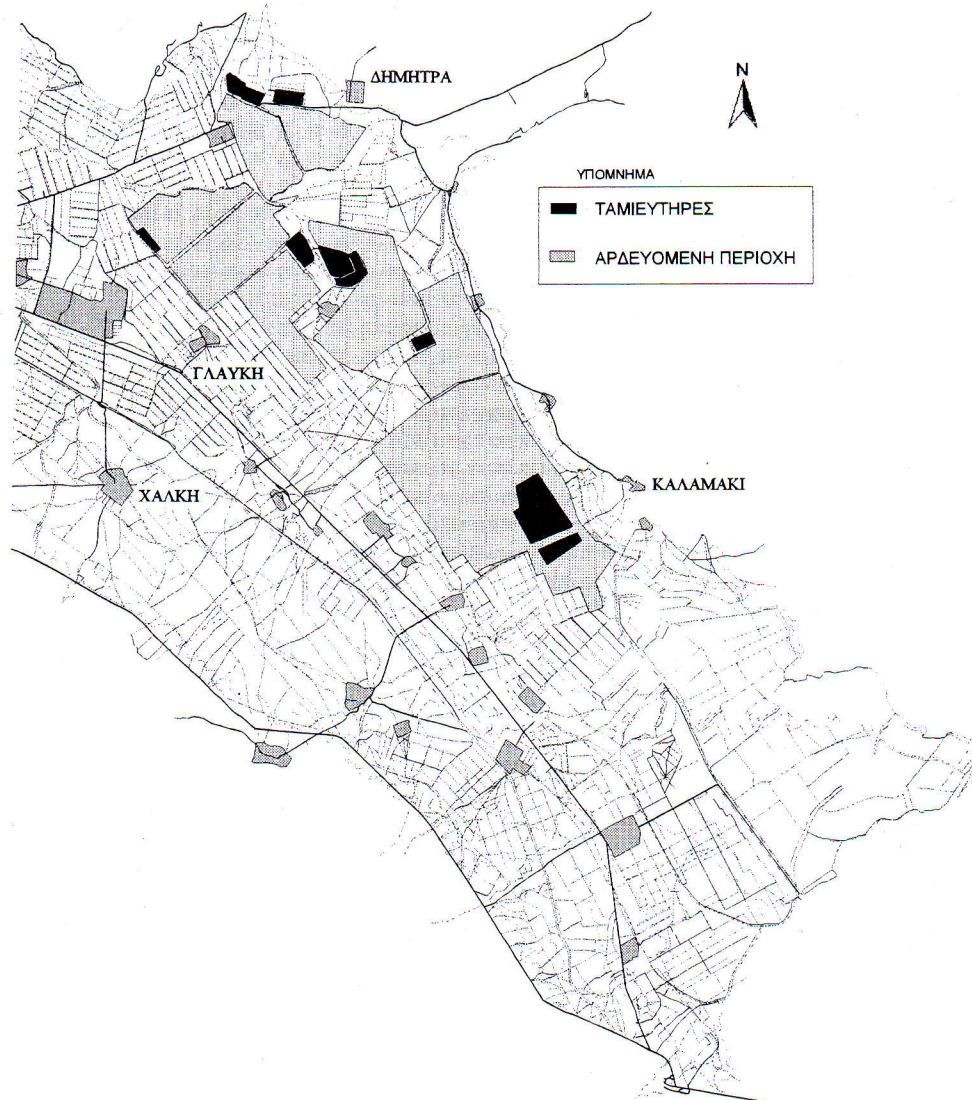 ΔΗΜΗΤΡΑ
N
ΥΠΟΜΝΗΜΑ
ΤΑΜΙΕΥΤΗΡΕΣ
ΑΡΔΕΥΟΜΕΝΗ ΠΕΡΙΟΧΗ
ΓΛΑΥΚΗ
ΧΑΛΚΗ
ΚΑΛΑΜΑΚΙ